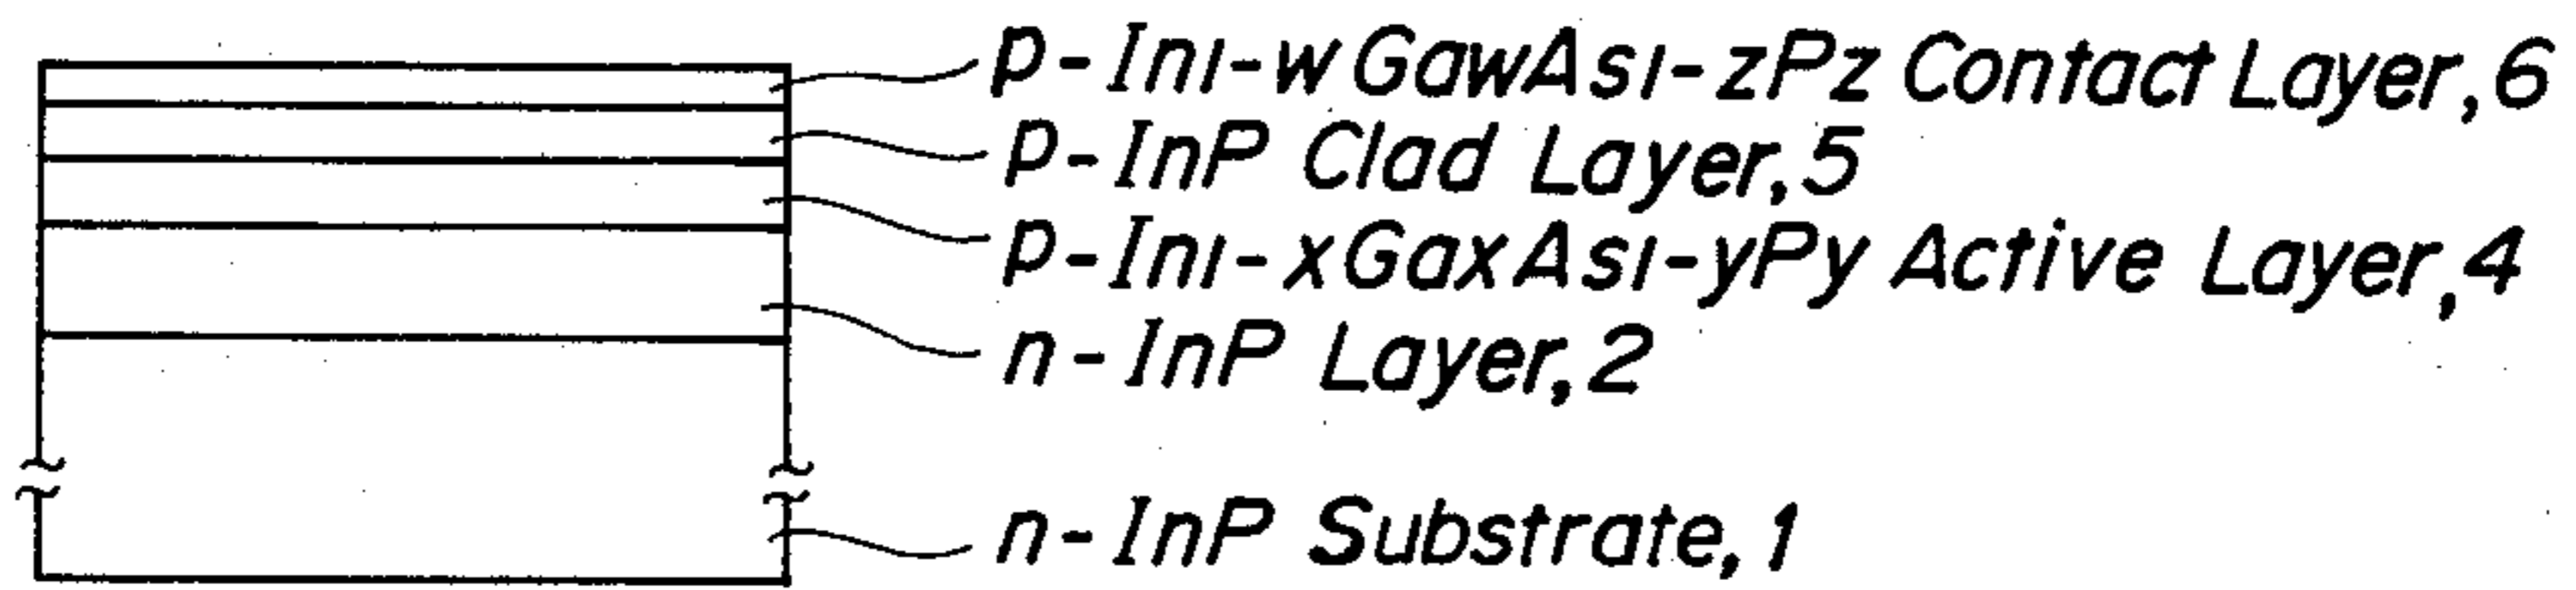 p-In1-wGawAs1-zPz Contact Layer,6
p-InP Clad Layer,5
p-In1-xGaxAs1-yPy Active Layer,4
n-InP Layer,2
n-InP Substrate,1